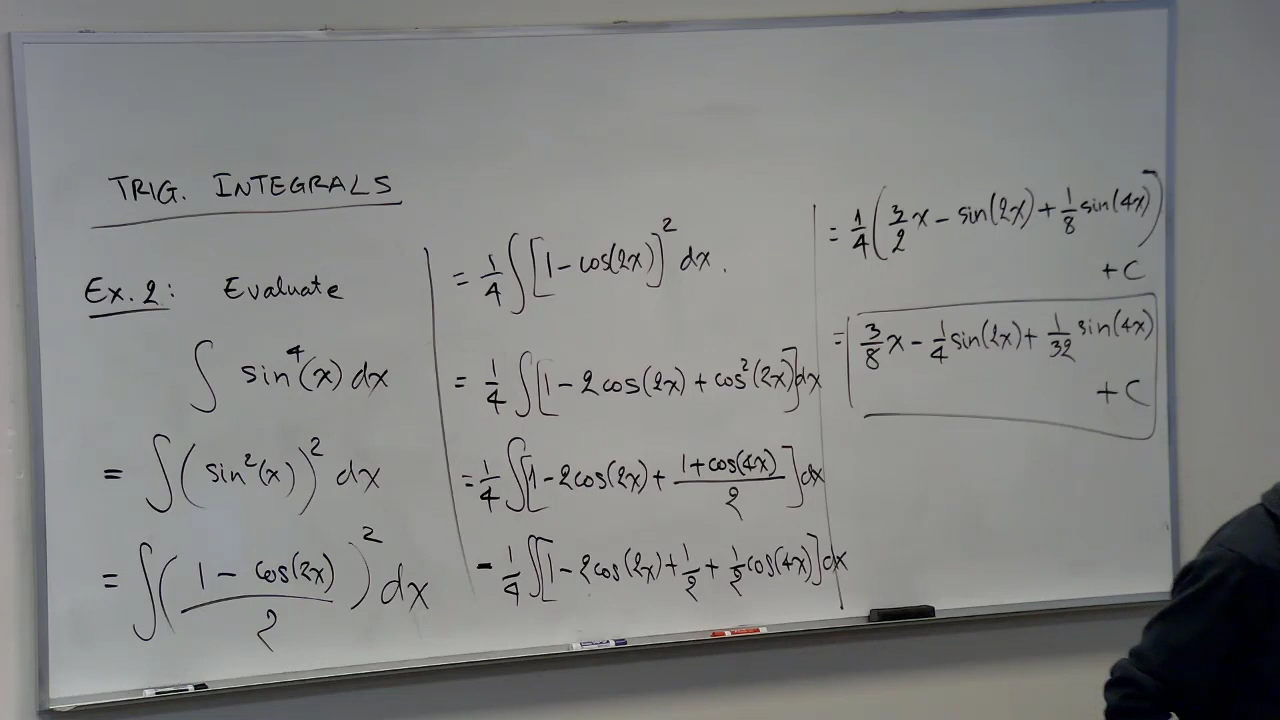 TRIG. INTEGRALS
Ex. 2: Evaluate
∫ sin⁴(x) dx
= ∫ (sin²(x))² dx
= ∫ ((1 - cos(2x))/2)² dx
= 1/4 ∫ [1 - cos(2x)]² dx.
= 1/4 ∫ [1 - 2cos(2x) + cos²(2x)] dx
= 1/4 ∫ [1 - 2cos(2x) + (1 + cos(4x))/2] dx
- 1/4 ∫ [1 - 2cos(2x) + 1/2 + 1/2 cos(4x)] dx
= 1/4 (3/2 x - sin(2x) + 1/8 sin(4x))
+ C
= 3/8 x - 1/4 sin(2x) + 1/32 sin(4x)
+ C